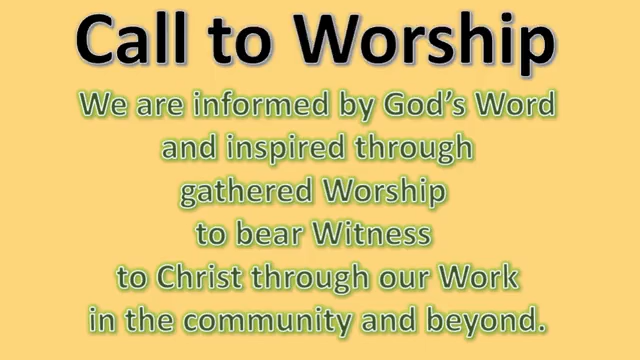 Call to Worship
We are informed by God's Word
and inspired through
gathered Worship
to bear Witness
to Christ through our Work
in the community and beyond.